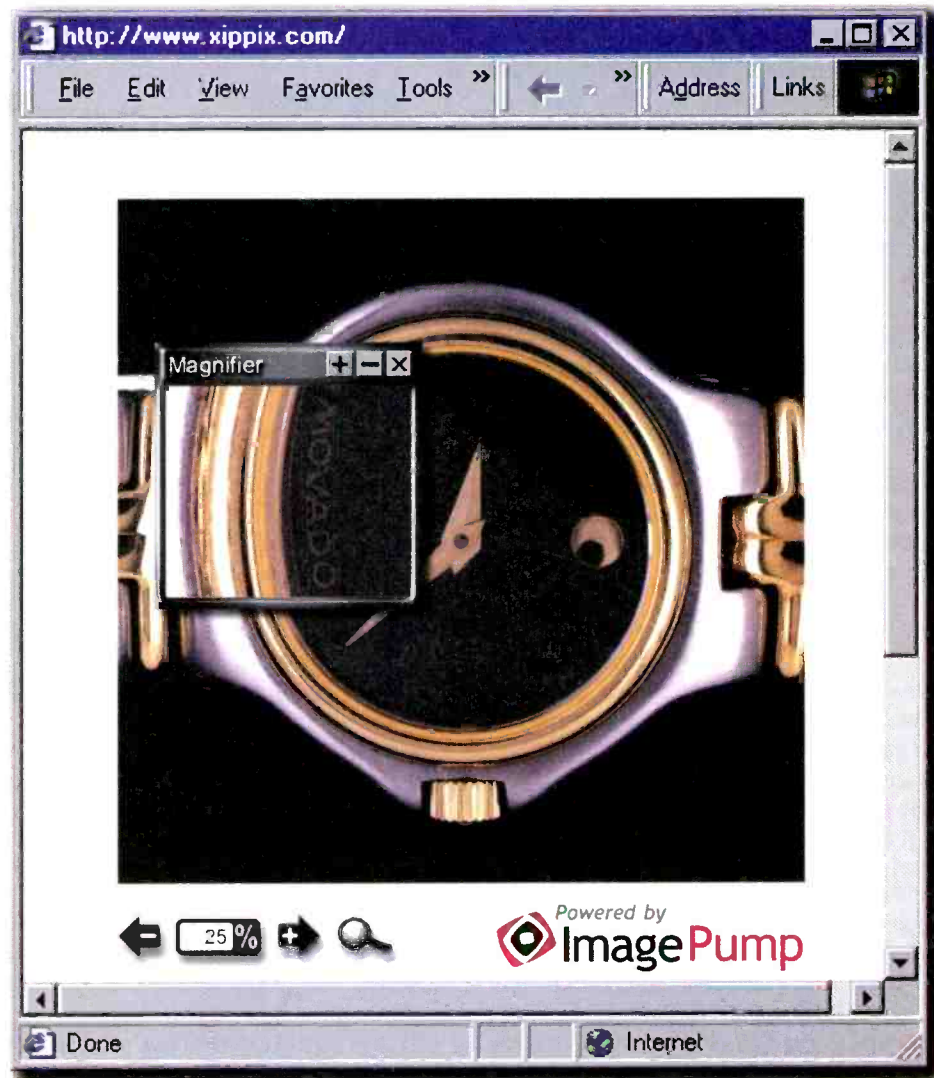 http://www.xippix.com/
File Edit View Favorites Tools » » Address Links
Magnifier
MOVADO
25 %
Powered by
ImagePump
Done
Internet